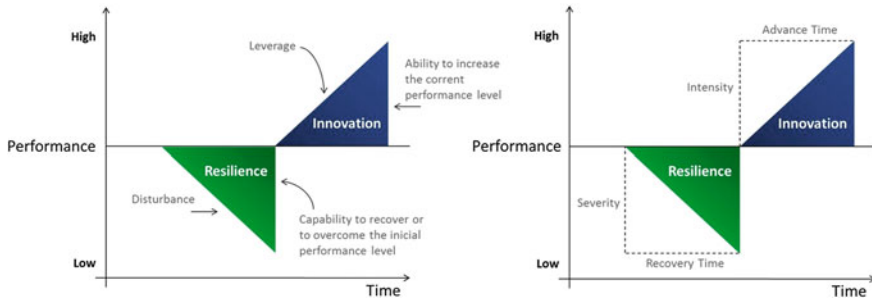 High
Leverage
Ability to increase
the corrent
performance level
Innovation
Performance
Resilience
Disturbance
Capability to recover or
to overcome the inicial
performance level
Low
Time
High
Advance Time
Intensity
Innovation
Performance
Resilience
Severity
Recovery Time
Low
Time